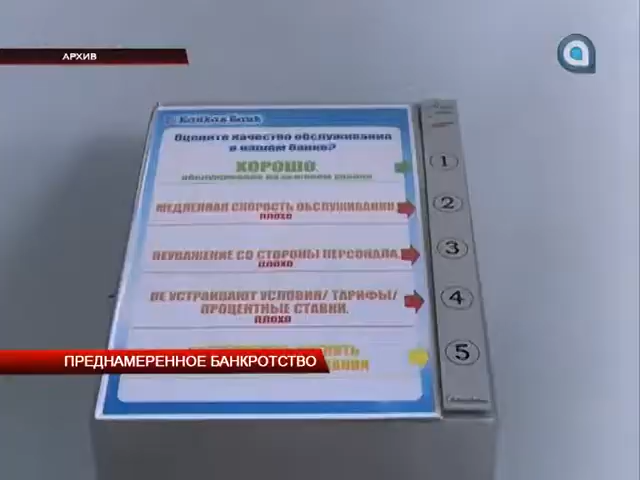 АРХИВ
Оцените качество обслуживания
в нашем банке?
ХОРОШО.
1
МЕДЛЕННАЯ СКОРОСТЬ ОБСЛУЖИВАНИЯ.
ПЛОХО
2
НЕУВАЖЕНИЕ СО СТОРОНЫ ПЕРСОНАЛА.
ПЛОХО.
3
НЕ УСТРАИВАЮТ УСЛОВИЯ/ ТАРИФЫ/
ПРОЦЕНТНЫЕ СТАВКИ.
ПЛОХО
4
5
ПРЕДНАМЕРЕННОЕ БАНКРОТСТВО